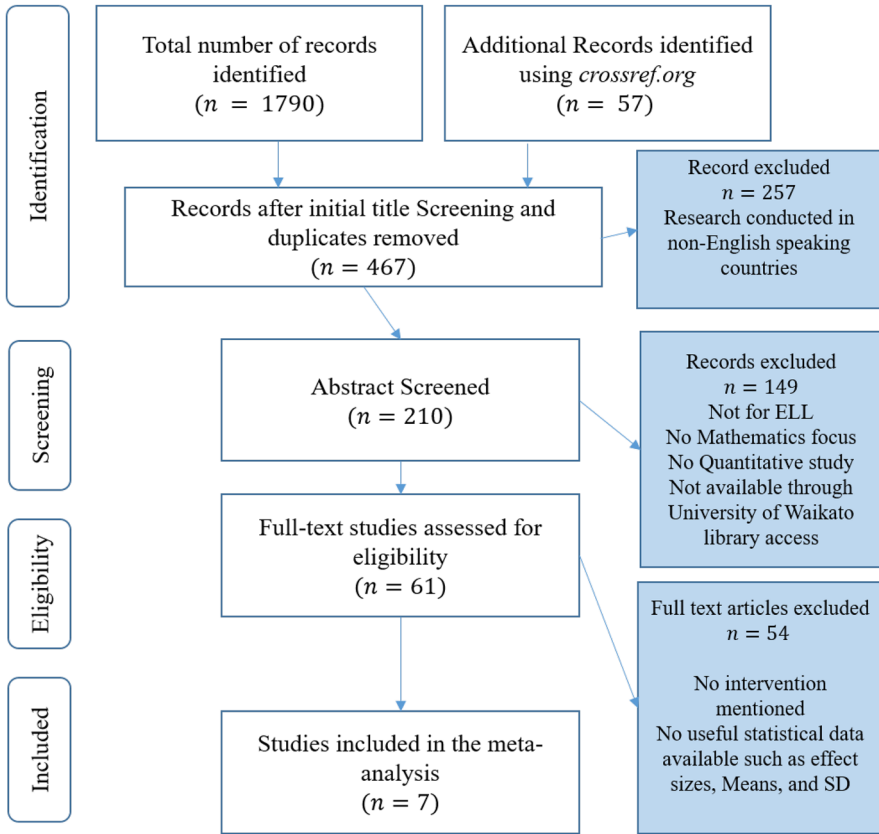 Identification
Total number of records
identified
(n = 1790)
Additional Records identified
using crossref.org
(n = 57)
Records after initial title Screening and
duplicates removed
(n = 467)
Record excluded
n = 257
Research conducted in
non-English speaking
countries
Screening
Abstract Screened
(n = 210)
Records excluded
n = 149
Not for ELL
No Mathematics focus
No Quantitative study
Not available through
University of Waikato
library access
Eligibility
Full-text studies assessed for
eligibility
(n = 61)
Full text articles excluded
n = 54
No intervention
mentioned
No useful statistical data
available such as effect
sizes, Means, and SD
Included
Studies included in the meta-
analysis
(n = 7)